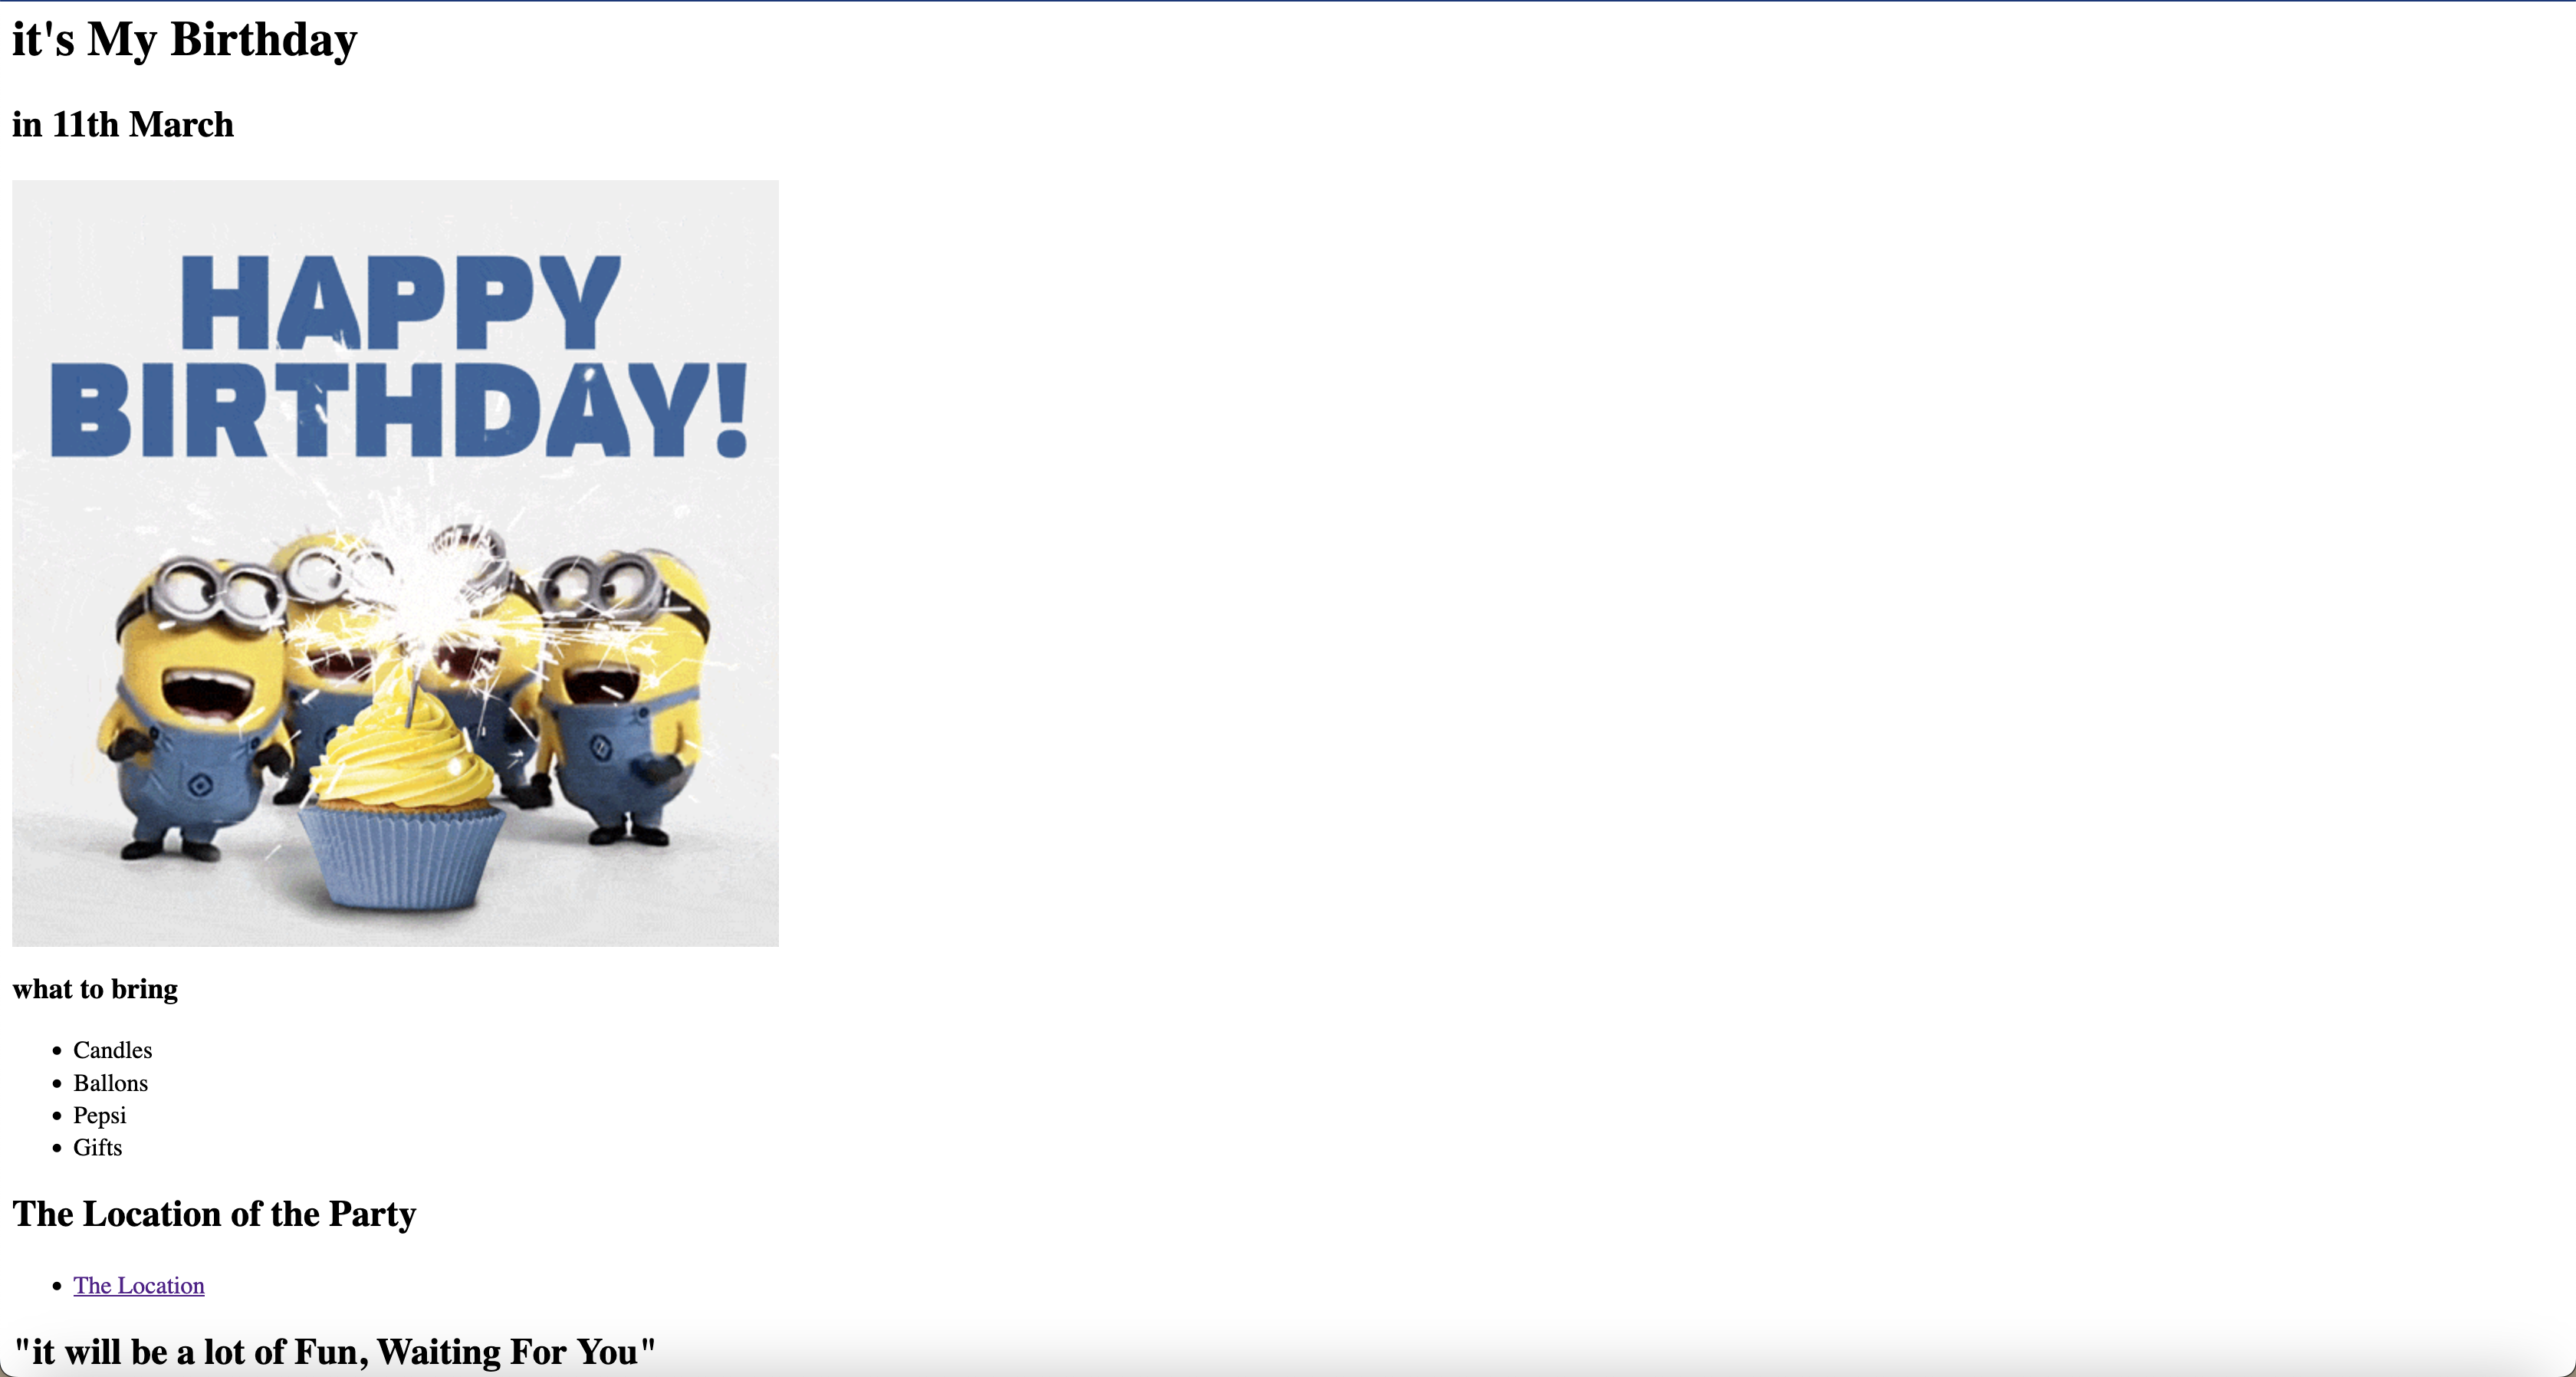 it's My Birthday
in 11th March
HAPPY
BIRTHDAY!
what to bring
Candles
Ballons
Pepsi
Gifts
The Location of the Party
The Location
"it will be a lot of Fun, Waiting For You"